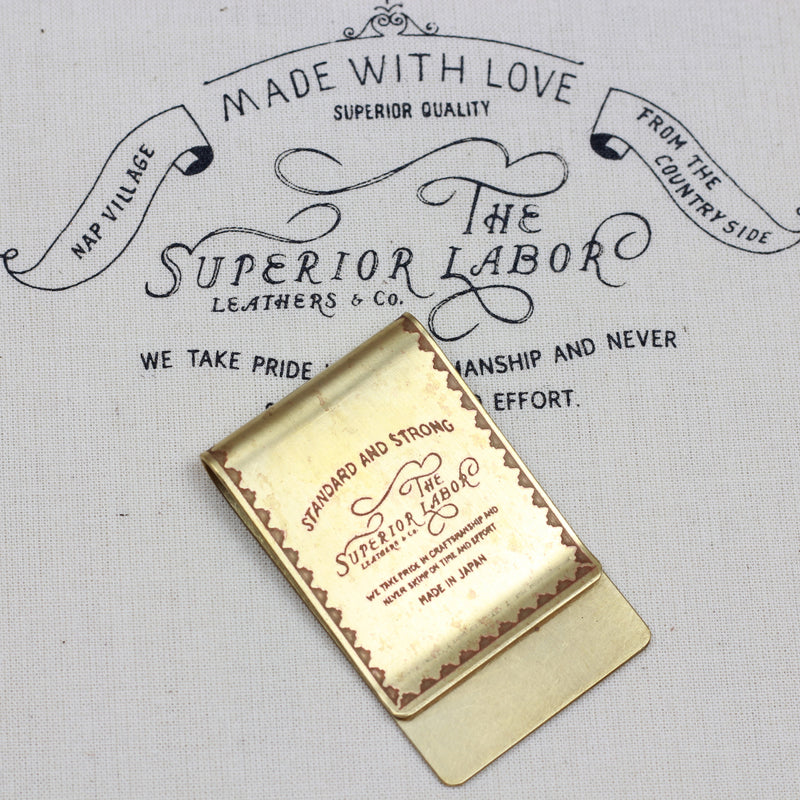 MADE WITH LOVE
SUPERIOR QUALITY
NAP VILLAGE
FROM THE
COUNTRYSIDE
THE
SUPERIOR LABOR
LEATHERS & Co.
WE TAKE PRIDE MANSHIP AND NEVER
EFFORT.
STANDARD AND STRONG
THE
SUPERIOR LABOR
LEATHERS & Co.
WE TAKE PRIDE IN CRAFTSMANSHIP AND
NEVER SKIMP ON TIME AND EFFORT
MADE IN JAPAN